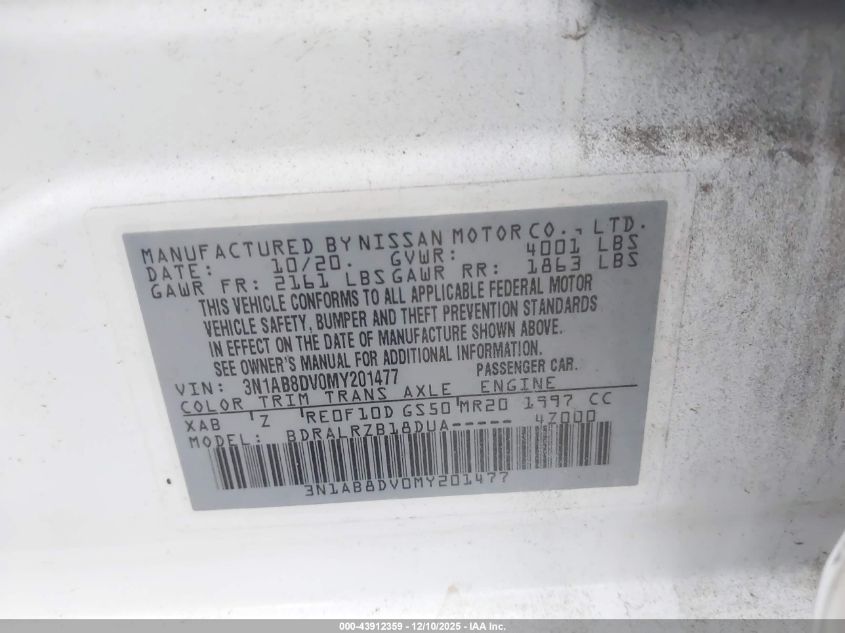 MANUFACTURED BY NISSAN MOTOR CO., LTD.
DATE: 10/20. GVWR: 4001 LBS
GAWR FR: 2161 LBS GAWR RR: 1863 LBS
THIS VEHICLE CONFORMS TO ALL APPLICABLE FEDERAL MOTOR
VEHICLE SAFETY, BUMPER AND THEFT PREVENTION STANDARDS
IN EFFECT ON THE DATE OF MANUFACTURE SHOWN ABOVE.
SEE OWNER'S MANUAL FOR ADDITIONAL INFORMATION.
VIN: 3N1AB8DV0MY201477 PASSENGER CAR.
COLOR TRIM TRANS AXLE ENGINE
XAB Z RE0F10D GS50 MR20 1997 CC
MODEL: BDRALRZB18DUA----- 4Z000
3N1AB8DV0MY201477
000-43912359 - 12/10/2025 - IAA Inc.